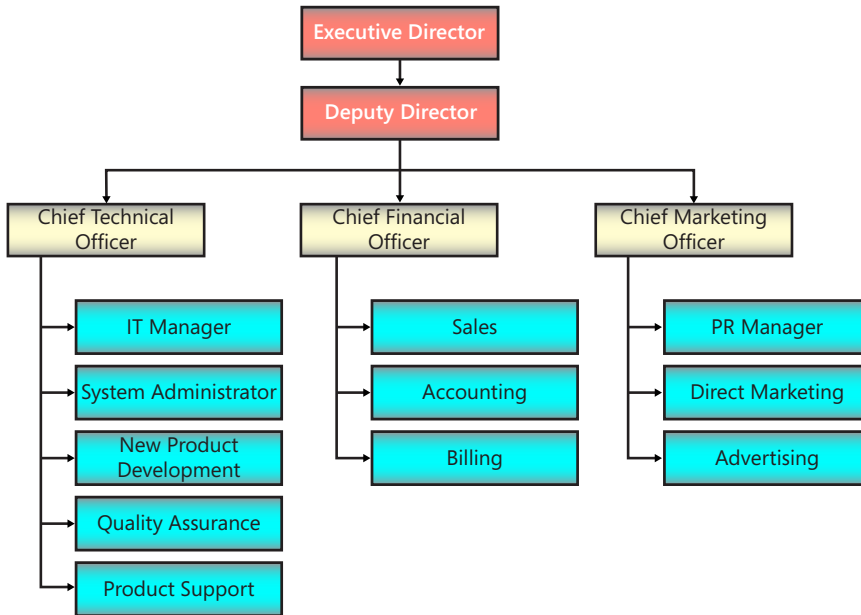 Executive Director
Deputy Director
Chief Technical
Officer
Chief Financial
Officer
Chief Marketing
Officer
IT Manager
System Administrator
New Product
Development
Quality Assurance
Product Support
Sales
Accounting
Billing
PR Manager
Direct Marketing
Advertising